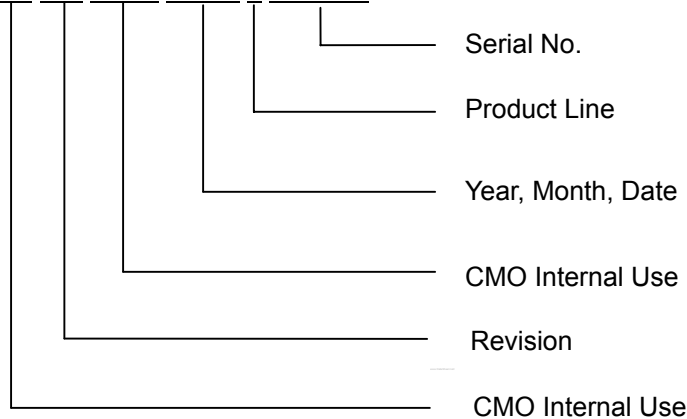 Serial No.
Product Line
Year, Month, Date
CMO Internal Use
Revision
CMO Internal Use